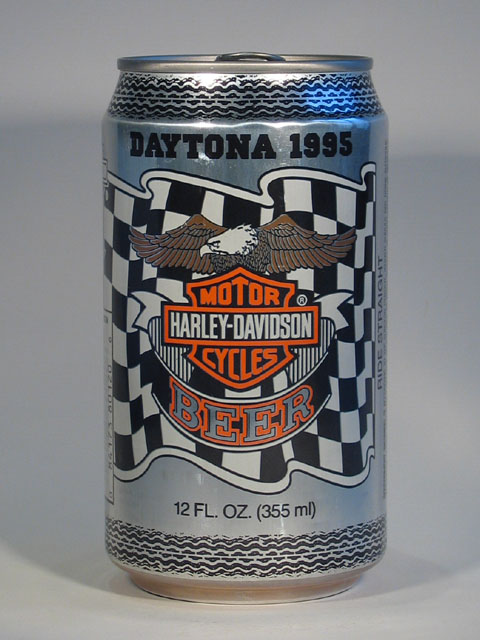 DAYTONA 1995
MOTOR ®
HARLEY-DAVIDSON
CYCLES
BEER
12 FL. OZ. (355 ml)
RIDE STRAIGHT